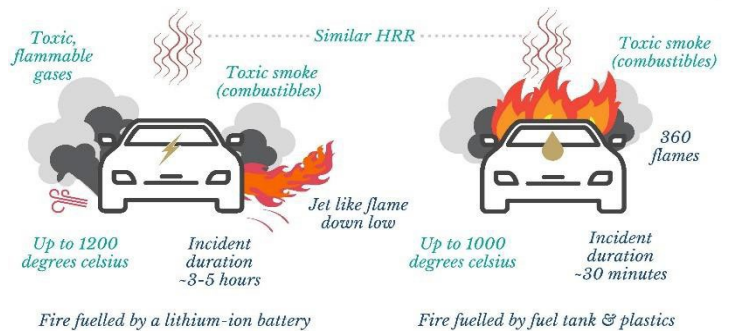 Toxic,
flammable
gases
Similar HRR
Toxic smoke
(combustibles)
Jet like flame
down low
Up to 1200
degrees celsius
Incident
duration
~3-5 hours
Fire fuelled by a lithium-ion battery
Toxic smoke
(combustibles)
360
flames
Up to 1000
degrees celsius
Incident
duration
~30 minutes
Fire fuelled by fuel tank & plastics